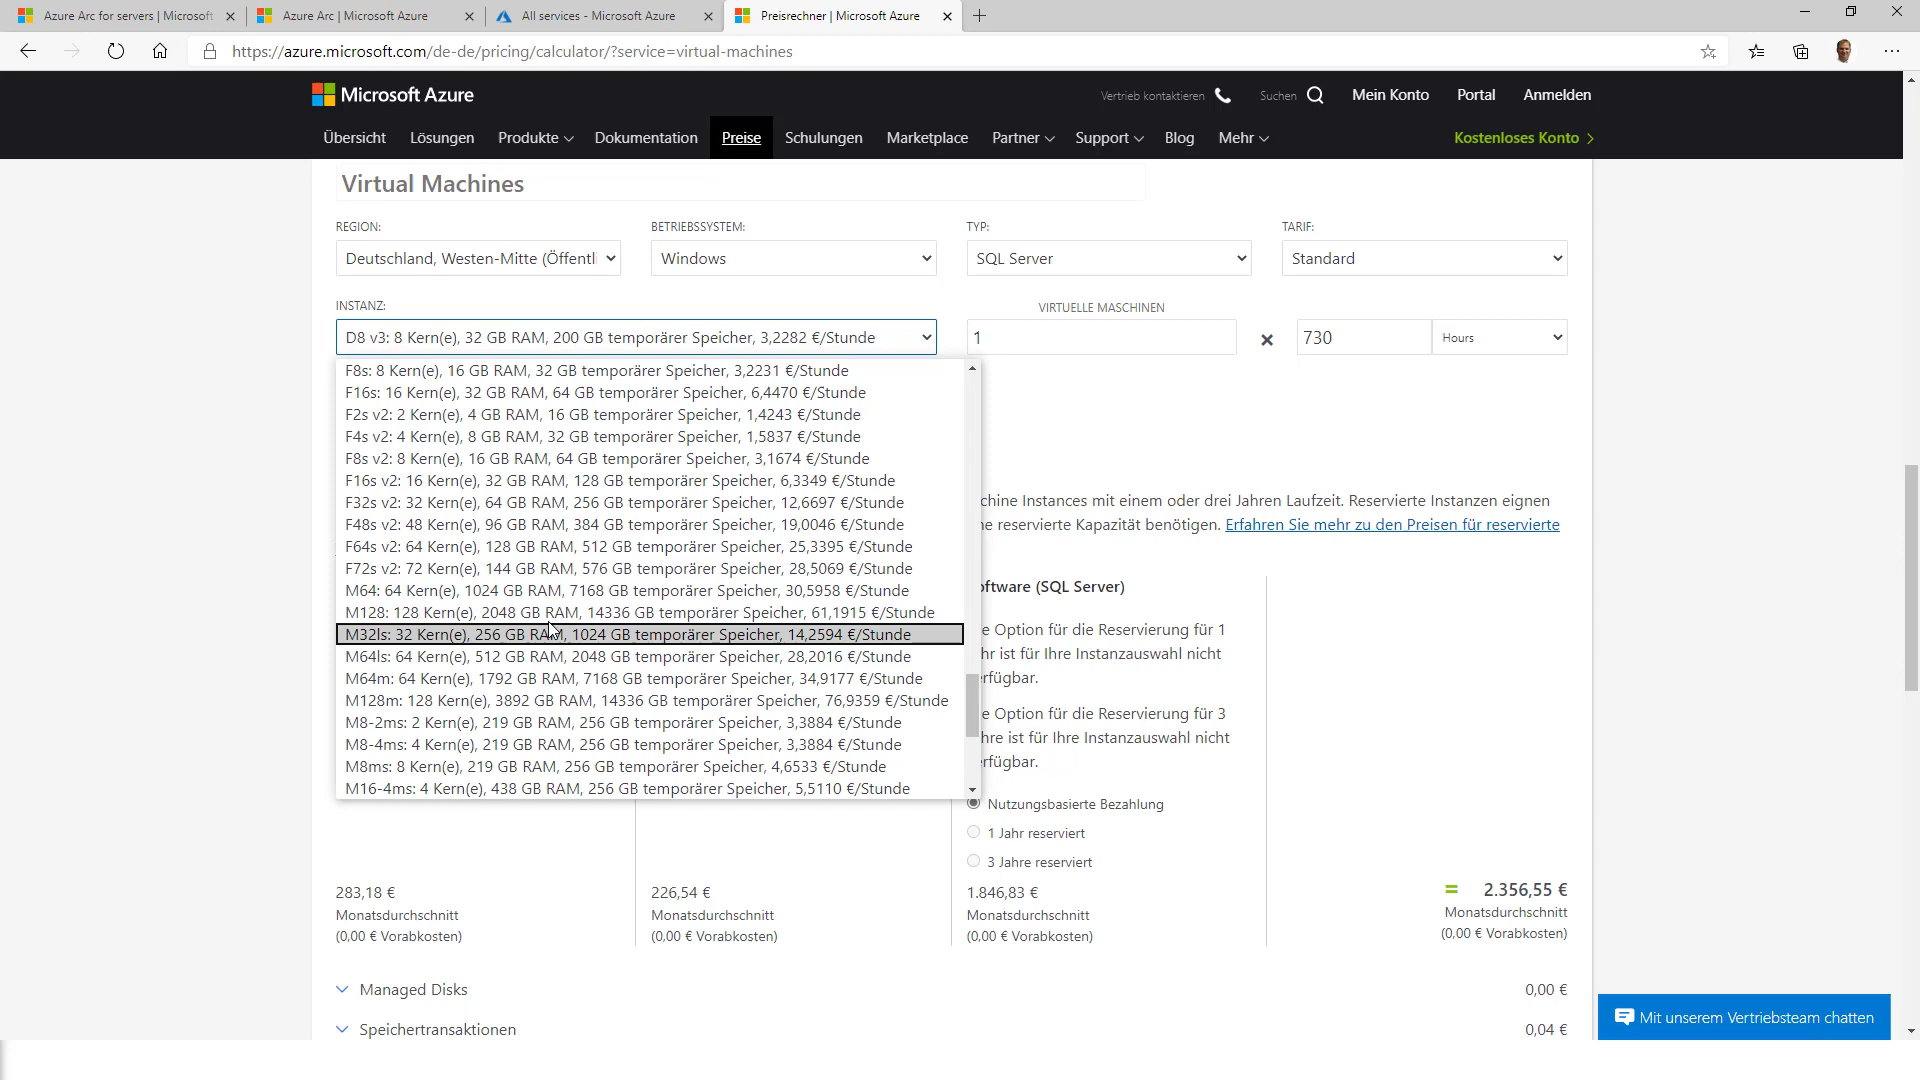 Azure Arc for servers | Microsoft
Azure Arc | Microsoft Azure
All services - Microsoft Azure
Preisrechner | Microsoft Azure
https://azure.microsoft.com/de-de/pricing/calculator/?service=virtual-machines
Microsoft Azure
Vertrieb kontaktieren
Suchen
Mein Konto
Portal
Anmelden
Übersicht
Lösungen
Produkte
Dokumentation
Preise
Schulungen
Marketplace
Partner
Support
Blog
Mehr
Kostenloses Konto
Virtual Machines
REGION:
BETRIEBSSYSTEM:
TYP:
TARIF:
Deutschland, Westen-Mitte (Öffentli
Windows
SQL Server
Standard
INSTANZ:
VIRTUELLE MASCHINEN
D8 v3: 8 Kern(e), 32 GB RAM, 200 GB temporärer Speicher, 3,2282 €/Stunde
1
730
Hours
F8s: 8 Kern(e), 16 GB RAM, 32 GB temporärer Speicher, 3,2231 €/Stunde
F16s: 16 Kern(e), 32 GB RAM, 64 GB temporärer Speicher, 6,4470 €/Stunde
F2s v2: 2 Kern(e), 4 GB RAM, 16 GB temporärer Speicher, 1,4243 €/Stunde
F4s v2: 4 Kern(e), 8 GB RAM, 32 GB temporärer Speicher, 1,5837 €/Stunde
F8s v2: 8 Kern(e), 16 GB RAM, 64 GB temporärer Speicher, 3,1674 €/Stunde
F16s v2: 16 Kern(e), 32 GB RAM, 128 GB temporärer Speicher, 6,3349 €/Stunde
F32s v2: 32 Kern(e), 64 GB RAM, 256 GB temporärer Speicher, 12,6697 €/Stunde
F48s v2: 48 Kern(e), 96 GB RAM, 384 GB temporärer Speicher, 19,0046 €/Stunde
F64s v2: 64 Kern(e), 128 GB RAM, 512 GB temporärer Speicher, 25,3395 €/Stunde
F72s v2: 72 Kern(e), 144 GB RAM, 576 GB temporärer Speicher, 28,5069 €/Stunde
M64: 64 Kern(e), 1024 GB RAM, 7168 GB temporärer Speicher, 30,5958 €/Stunde
M128: 128 Kern(e), 2048 GB RAM, 14336 GB temporärer Speicher, 61,1915 €/Stunde
M32ls: 32 Kern(e), 256 GB RAM, 1024 GB temporärer Speicher, 14,2594 €/Stunde
M64ls: 64 Kern(e), 512 GB RAM, 2048 GB temporärer Speicher, 28,2016 €/Stunde
M64m: 64 Kern(e), 1792 GB RAM, 7168 GB temporärer Speicher, 34,9177 €/Stunde
M128m: 128 Kern(e), 3892 GB RAM, 14336 GB temporärer Speicher, 76,9359 €/Stunde
M8-2ms: 2 Kern(e), 219 GB RAM, 256 GB temporärer Speicher, 3,3884 €/Stunde
M8-4ms: 4 Kern(e), 219 GB RAM, 256 GB temporärer Speicher, 3,3884 €/Stunde
M8ms: 8 Kern(e), 219 GB RAM, 256 GB temporärer Speicher, 4,6533 €/Stunde
M16-4ms: 4 Kern(e), 438 GB RAM, 256 GB temporärer Speicher, 5,5110 €/Stunde
chine Instances mit einem oder drei Jahren Laufzeit. Reservierte Instanzen eignen
ne reservierte Kapazität benötigen. Erfahren Sie mehr zu den Preisen für reservierte
oftware (SQL Server)
e Option für die Reservierung für 1
hr ist für Ihre Instanzauswahl nicht
erfügbar.
e Option für die Reservierung für 3
hre ist für Ihre Instanzauswahl nicht
erfügbar.
Nutzungsbasierte Bezahlung
1 Jahr reserviert
3 Jahre reserviert
283,18 €
Monatsdurchschnitt
(0,00 € Vorabkosten)
226,54 €
Monatsdurchschnitt
(0,00 € Vorabkosten)
1.846,83 €
Monatsdurchschnitt
(0,00 € Vorabkosten)
= 2.356,55 €
Monatsdurchschnitt
(0,00 € Vorabkosten)
Managed Disks
0,00 €
Speichertransaktionen
0,04 €
Mit unserem Vertriebsteam chatten